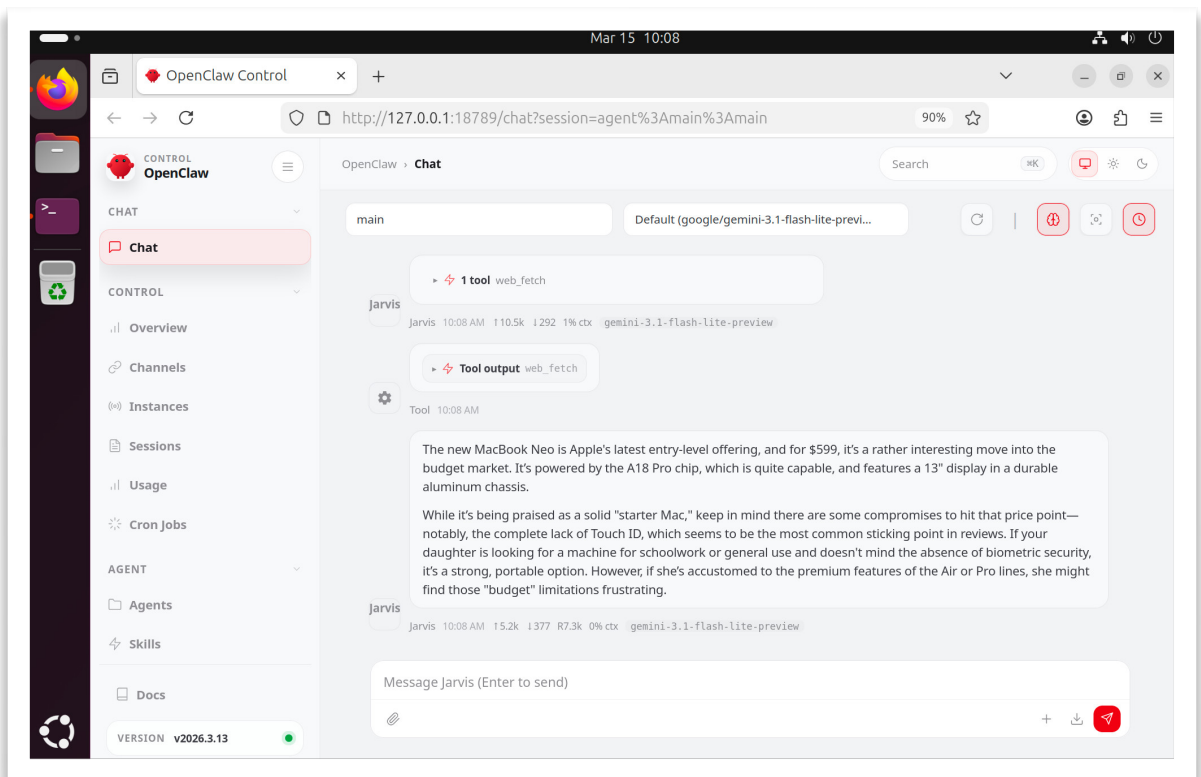 Mar 15 10:08
OpenClaw Control
http://127.0.0.1:18789/chat?session=agent%3Amain%3Amain
90%
CONTROL
OpenClaw
OpenClaw › Chat
Search
⌘K
CHAT
Chat
CONTROL
Overview
Channels
Instances
Sessions
Usage
Cron Jobs
AGENT
Agents
Skills
Docs
VERSION v2026.3.13
main
Default (google/gemini-3.1-flash-lite-previ...
1 tool web_fetch
Jarvis
Jarvis 10:08 AM ↑10.5k ↓292 1% ctx gemini-3.1-flash-lite-preview
Tool output web_fetch
Tool 10:08 AM
The new MacBook Neo is Apple's latest entry-level offering, and for $599, it's a rather interesting move into the
budget market. It's powered by the A18 Pro chip, which is quite capable, and features a 13" display in a durable
aluminum chassis.
While it's being praised as a solid "starter Mac," keep in mind there are some compromises to hit that price point—
notably, the complete lack of Touch ID, which seems to be the most common sticking point in reviews. If your
daughter is looking for a machine for schoolwork or general use and doesn't mind the absence of biometric security,
it's a strong, portable option. However, if she's accustomed to the premium features of the Air or Pro lines, she might
find those "budget" limitations frustrating.
Jarvis
Jarvis 10:08 AM ↑5.2k ↓377 R7.3k 0% ctx gemini-3.1-flash-lite-preview
Message Jarvis (Enter to send)